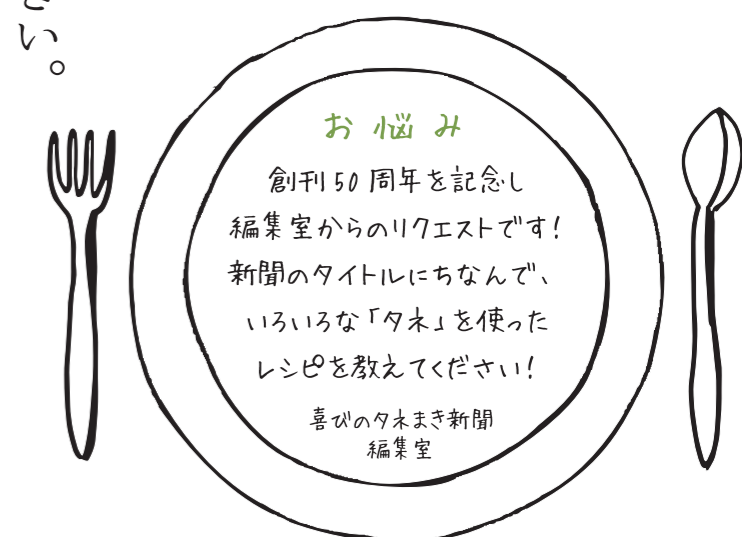 さい。
お悩み
創刊50周年を記念し
編集室からのリクエストです!
新聞のタイトルにちなんで、
いろいろな「タネ」を使った
レシピを教えてください!
喜びのタネまき新聞
編集室